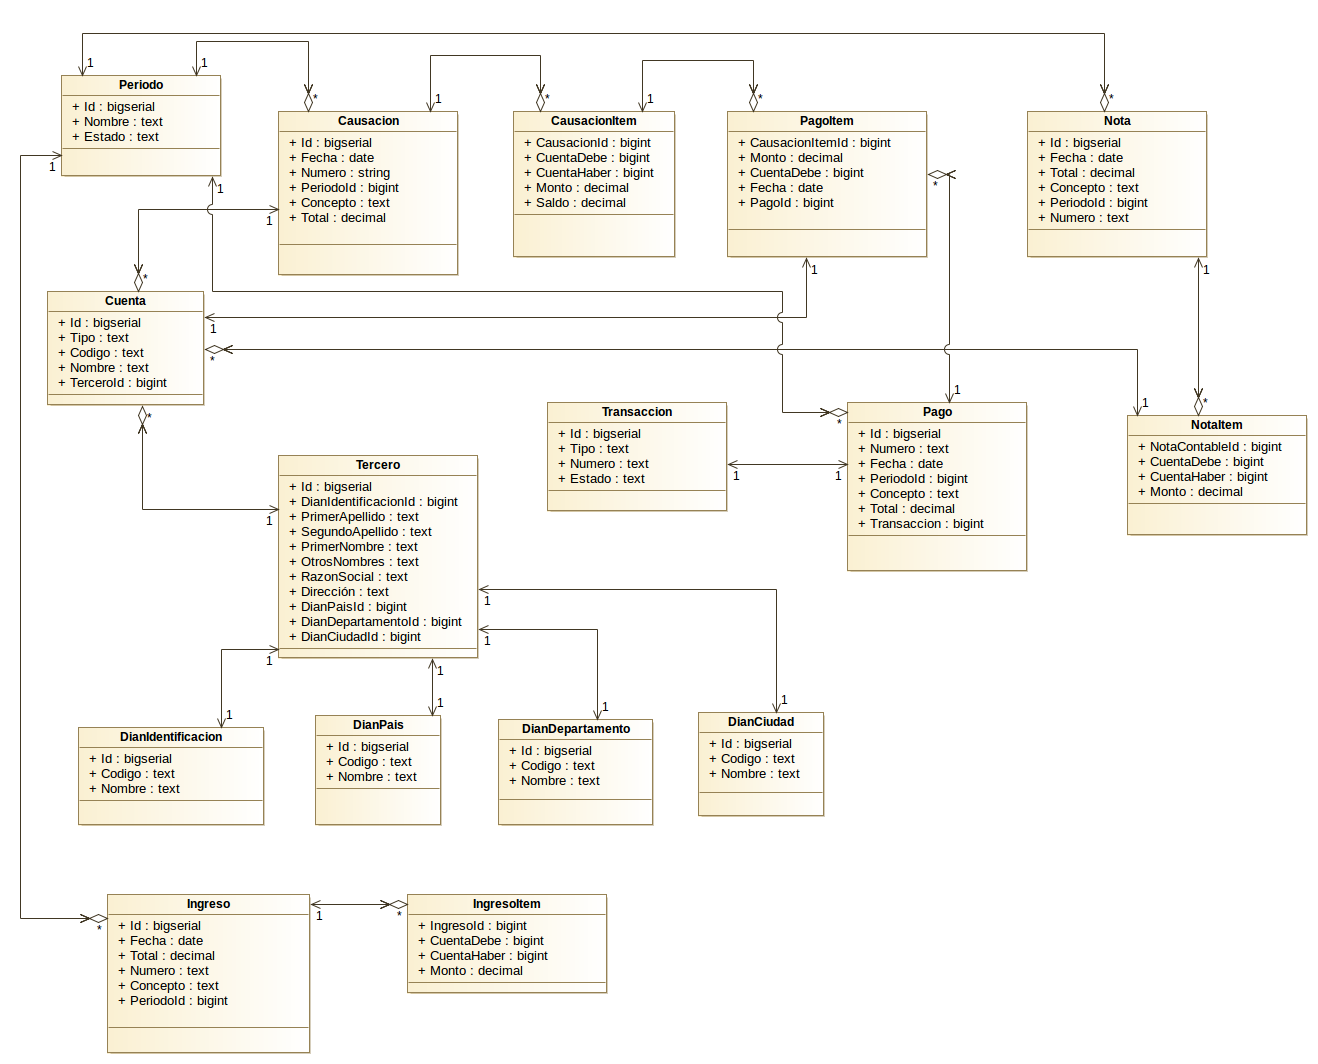 1
1
1
1
*
*
*
*
Periodo
+ Id : bigserial
+ Nombre : text
+ Estado : text
1
1
Causacion
+ Id : bigserial
+ Fecha : date
+ Numero : string
+ PeriodoId : bigint
+ Concepto : text
+ Total : decimal
1
CausacionItem
+ CausacionId : bigint
+ CuentaDebe : bigint
+ CuentaHaber : bigint
+ Monto : decimal
+ Saldo : decimal
PagoItem
+ CausacionItemId : bigint
+ Monto : decimal
+ CuentaDebe : bigint
+ Fecha : date
+ PagoId : bigint
*
1
Nota
+ Id : bigserial
+ Fecha : date
+ Total : decimal
+ Concepto : text
+ PeriodoId : bigint
+ Numero : text
1
*
Cuenta
+ Id : bigserial
+ Tipo : text
+ Codigo : text
+ Nombre : text
+ TerceroId : bigint
1
*
*
Transaccion
+ Id : bigserial
+ Tipo : text
+ Numero : text
+ Estado : text
1
1
*
1
Pago
+ Id : bigserial
+ Numero : text
+ Fecha : date
+ PeriodoId : bigint
+ Concepto : text
+ Total : decimal
+ Transaccion : bigint
1
*
NotaItem
+ NotaContableId : bigint
+ CuentaDebe : bigint
+ CuentaHaber : bigint
+ Monto : decimal
Tercero
+ Id : bigserial
+ DianIdentificacionId : bigint
+ PrimerApellido : text
+ SegundoApellido : text
+ PrimerNombre : text
+ OtrosNombres : text
+ RazonSocial : text
+ Dirección : text
+ DianPaisId : bigint
+ DianDepartamentoId : bigint
+ DianCiudadId : bigint
1
1
1
1
1
1
1
1
1
DianIdentificacion
+ Id : bigserial
+ Codigo : text
+ Nombre : text
DianPais
+ Id : bigserial
+ Codigo : text
+ Nombre : text
DianDepartamento
+ Id : bigserial
+ Codigo : text
+ Nombre : text
DianCiudad
+ Id : bigserial
+ Codigo : text
+ Nombre : text
*
Ingreso
+ Id : bigserial
+ Fecha : date
+ Total : decimal
+ Numero : text
+ Concepto : text
+ PeriodoId : bigint
1
*
IngresoItem
+ IngresoId : bigint
+ CuentaDebe : bigint
+ CuentaHaber : bigint
+ Monto : decimal